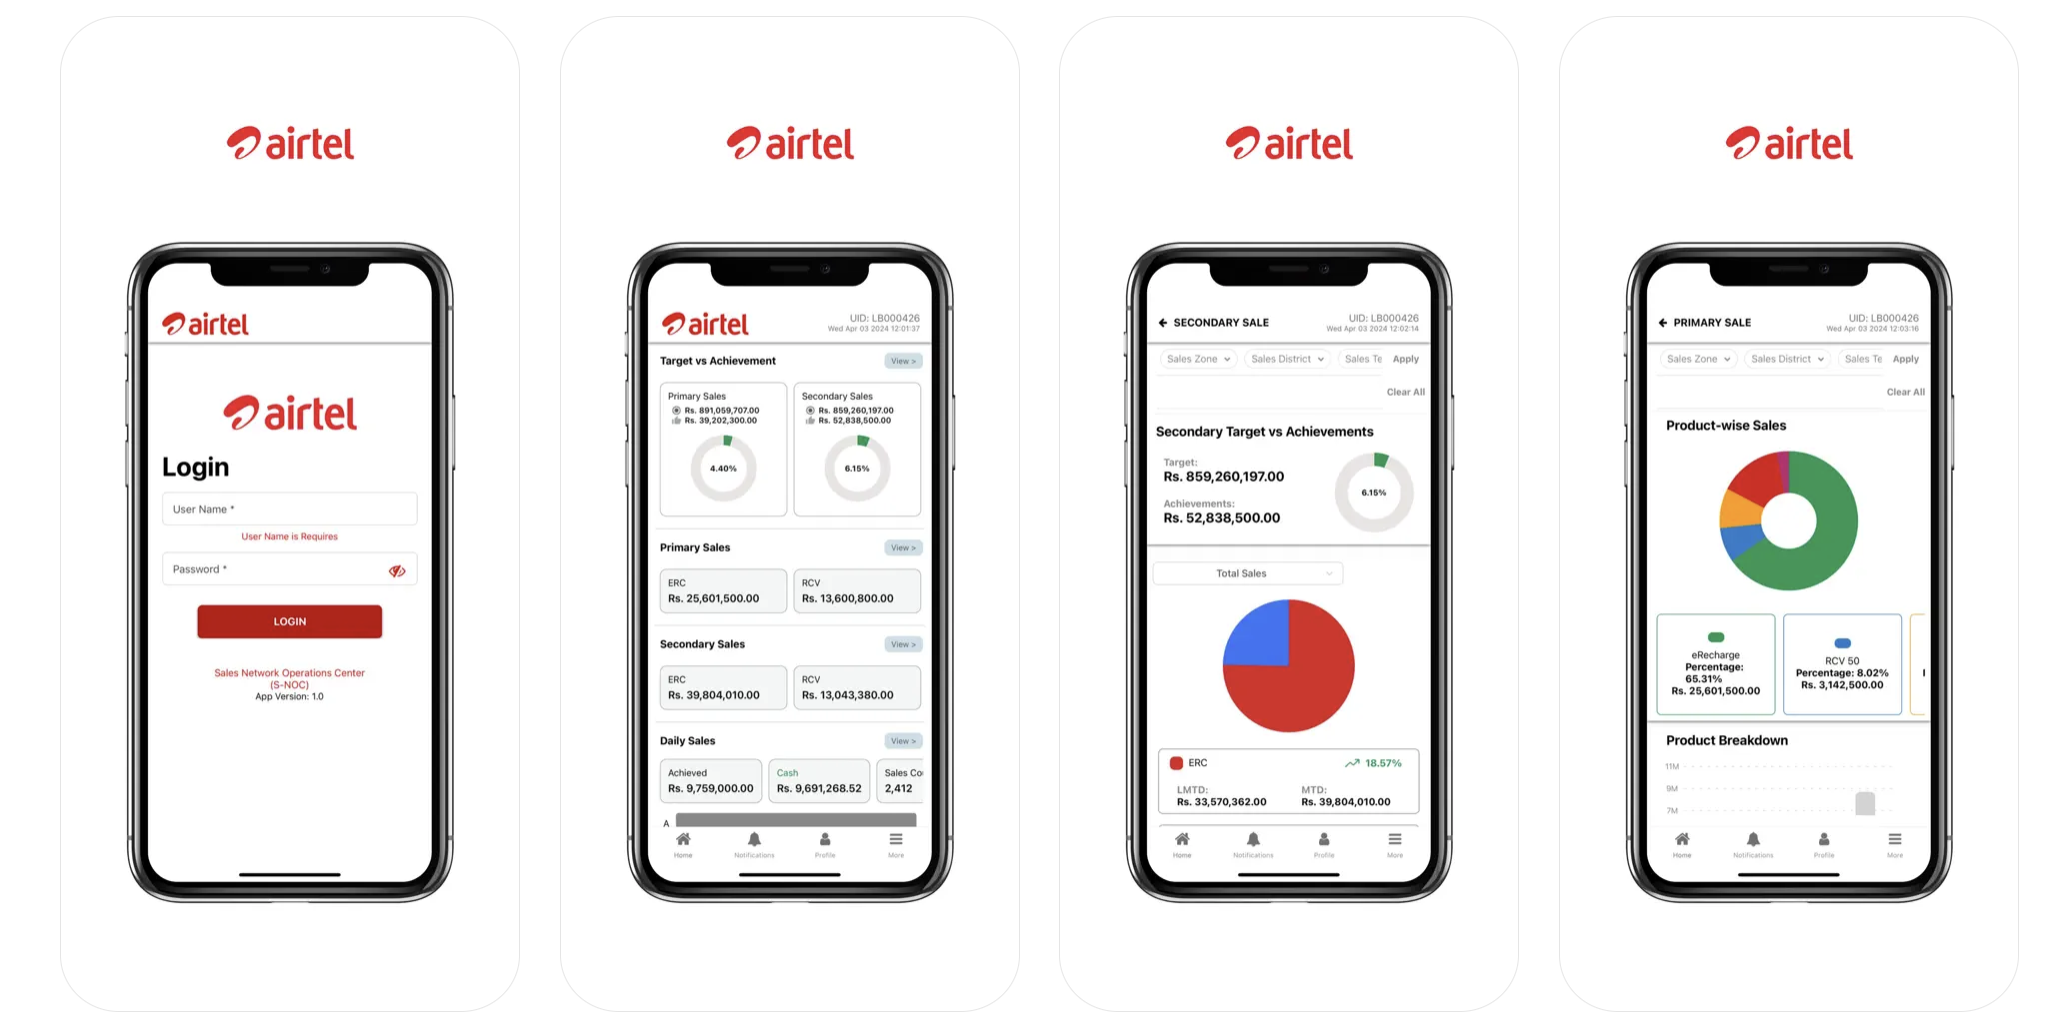 airtel
airtel
airtel
Login
User Name *
User Name is Requires
Password *
LOGIN
Sales Network Operations Center
(S-NOC)
App Version: 1.0
airtel
airtel
UID: LB000426
Wed Apr 03 2024 12:01:37
Target vs Achievement
View >
Primary Sales
Rs. 891,059,707.00
Rs. 39,202,300.00
4.40%
Secondary Sales
Rs. 859,260,197.00
Rs. 52,838,500.00
6.15%
Primary Sales
View >
ERC
Rs. 25,601,500.00
RCV
Rs. 13,600,800.00
Secondary Sales
View >
ERC
Rs. 39,804,010.00
RCV
Rs. 13,043,380.00
Daily Sales
View >
Achieved
Rs. 9,759,000.00
Cash
Rs. 9,691,268.52
Sales Co
2,412
A
Home
Notifications
Profile
More
airtel
SECONDARY SALE
UID: LB000426
Wed Apr 03 2024 12:02:14
Sales Zone
Sales District
Sales Te
Apply
Clear All
Secondary Target vs Achievements
Target:
Rs. 859,260,197.00
Achievements:
Rs. 52,838,500.00
6.15%
Total Sales
ERC
18.57%
LMTD:
Rs. 33,570,362.00
MTD:
Rs. 39,804,010.00
Home
Notifications
Profile
More
airtel
PRIMARY SALE
UID: LB000426
Wed Apr 03 2024 12:03:16
Sales Zone
Sales District
Sales Te
Apply
Clear All
Product-wise Sales
eRecharge
Percentage:
65.31%
Rs. 25,601,500.00
RCV 50
Percentage: 8.02%
Rs. 3,142,500.00
Product Breakdown
11M
9M
7M
Home
Notifications
Profile
More